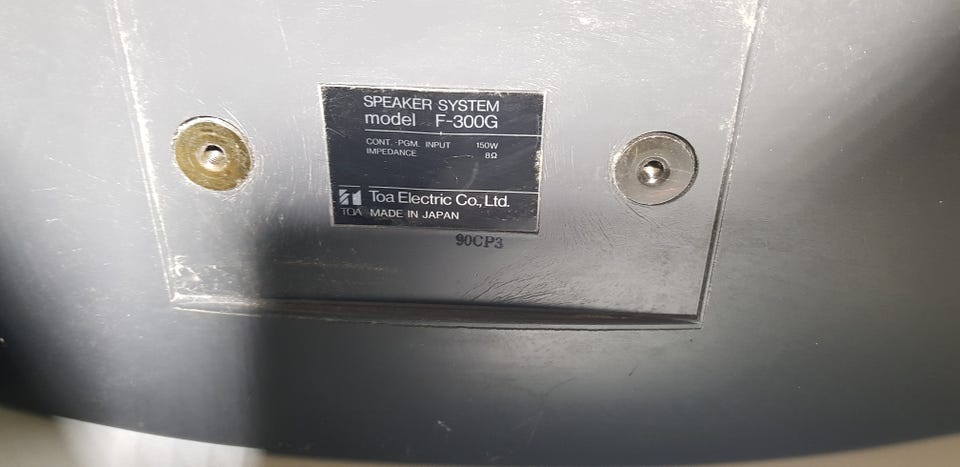 SPEAKER SYSTEM
model F-300G
CONT. PGM. INPUT 150W
IMPEDANCE 8Ω
Toa Electric Co., Ltd.
TOA MADE IN JAPAN
90CP3